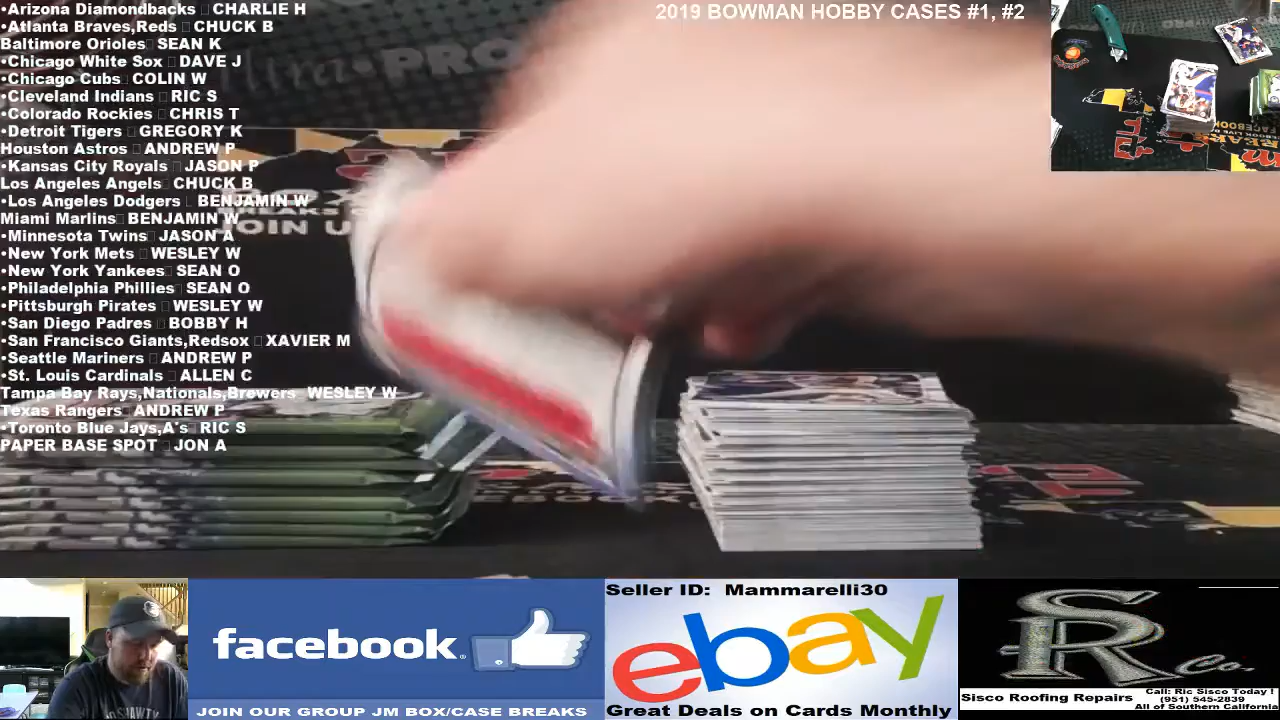 •Arizona Diamondbacks CHARLIE H
•Atlanta Braves,Reds CHUCK B
Baltimore Orioles SEAN K
•Chicago White Sox DAVE J
•Chicago Cubs COLIN W
•Cleveland Indians RIC S
•Colorado Rockies CHRIS T
•Detroit Tigers GREGORY K
Houston Astros ANDREW P
•Kansas City Royals JASON P
Los Angeles Angels CHUCK B
•Los Angeles Dodgers BENJAMIN W
Miami Marlins BENJAMIN W
•Minnesota Twins JASON A
•New York Mets WESLEY W
•New York Yankees SEAN O
•Philadelphia Phillies SEAN O
•Pittsburgh Pirates WESLEY W
•San Diego Padres BOBBY H
•San Francisco Giants,Redsox XAVIER M
•Seattle Mariners ANDREW P
•St. Louis Cardinals ALLEN C
Tampa Bay Rays,Nationals,Brewers WESLEY W
Texas Rangers ANDREW P
•Toronto Blue Jays,A's RIC S
PAPER BASE SPOT JON A
2019 BOWMAN HOBBY CASES #1, #2
PRO
BREAKS
JOIN U
facebook
JOIN OUR GROUP JM BOX/CASE BREAKS
Seller ID: Mammarelli30
ebay
Great Deals on Cards Monthly
SR Co.
Sisco Roofing Repairs
Call: Ric Sisco Today !
(951) 545-2839
All of Southern California